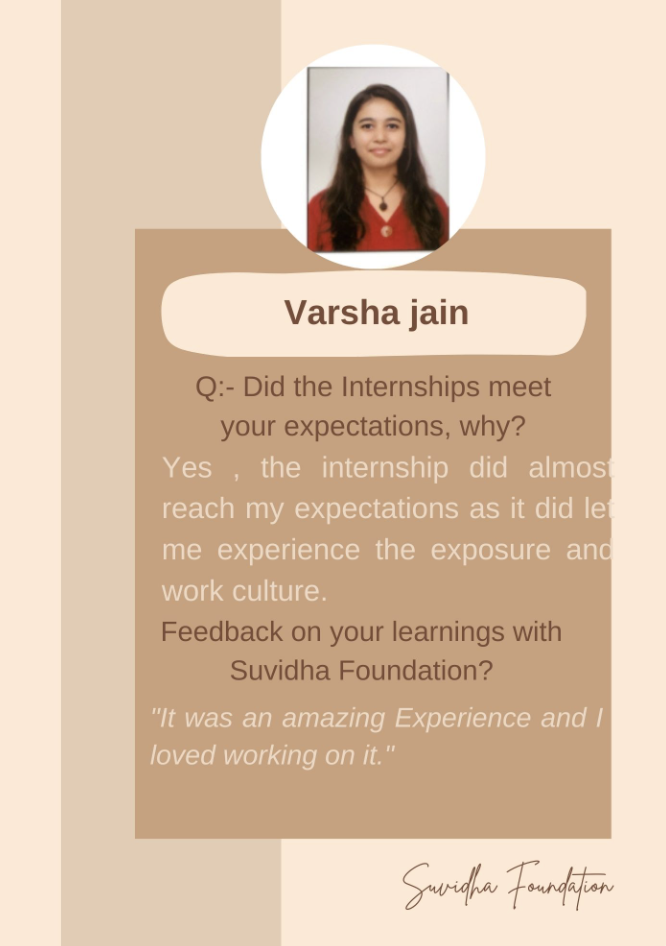 Varsha jain
Q:- Did the Internships meet
your expectations, why?
Yes , the internship did almost
reach my expectations as it did let
me experience the exposure and
work culture.
Feedback on your learnings with
Suvidha Foundation?
"It was an amazing Experience and I
loved working on it."
Suvidha Foundation